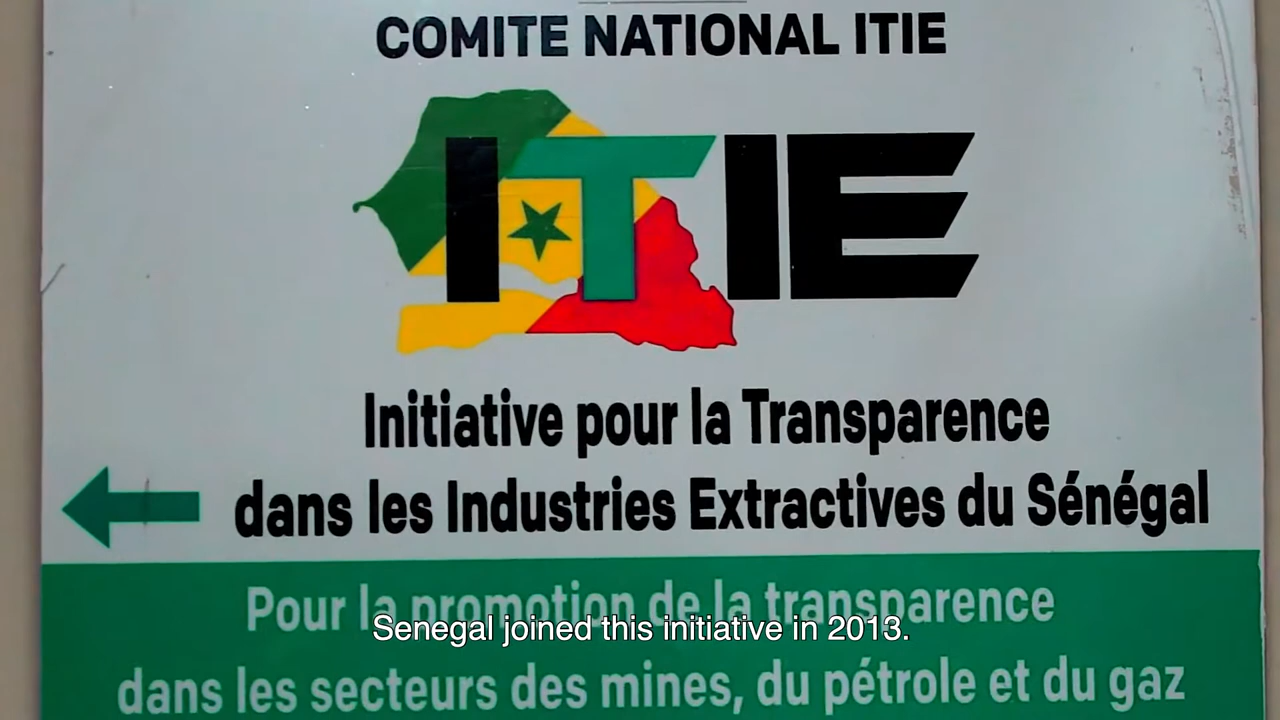 COMITE NATIONAL ITIE
ITIE
Initiative pour la Transparence
dans les Industries Extractives du Sénégal
Pour la promotion de la transparence
Senegal joined this initiative in 2013.
dans les secteurs des mines, du pétrole et du gaz